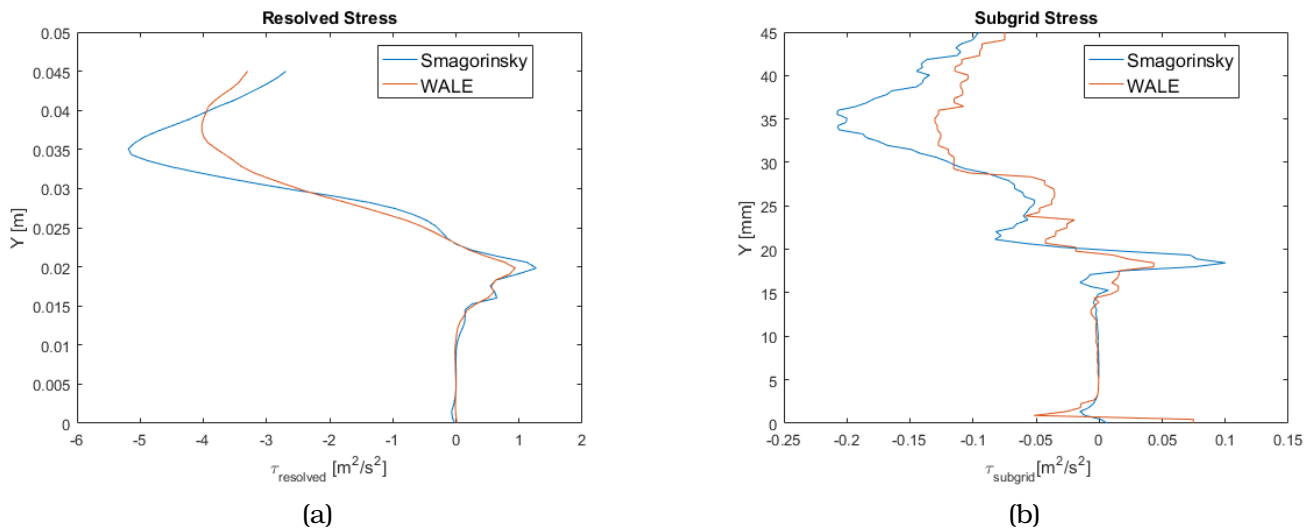 Resolved Stress
Smagorinsky
WALE
0.05
0.045
0.04
0.035
0.03
0.025
0.02
0.015
0.01
0.005
0
Y [m]
-6 -5 -4 -3 -2 -1 0 1 2
τresolved [m²/s²]
(a)
Subgrid Stress
Smagorinsky
WALE
45
40
35
30
25
20
15
10
5
0
Y [mm]
-0.25 -0.2 -0.15 -0.1 -0.05 0 0.05 0.1 0.15
τsubgrid[m²/s²]
(b)